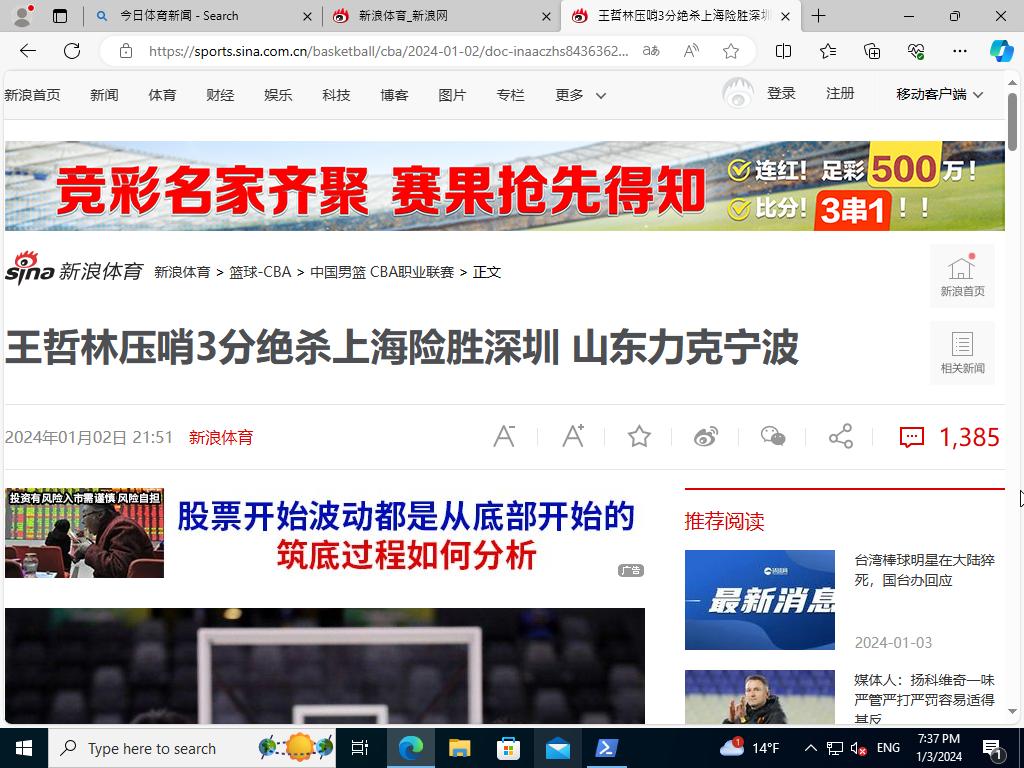 今日体育新闻 - Search
新浪体育_新浪网
王哲林压哨3分绝杀上海险胜深圳
https://sports.sina.com.cn/basketball/cba/2024-01-02/doc-inaaczhs8436362...
新浪首页 新闻 体育 财经 娱乐 科技 博客 图片 专栏 更多 登录 注册 移动客户端
竞彩名家齐聚 赛果抢先得知
连红！足彩500万！
比分！3串1！！
sina 新浪体育 新浪体育 > 篮球-CBA > 中国男篮 CBA职业联赛 > 正文
新浪首页
王哲林压哨3分绝杀上海险胜深圳 山东力克宁波
相关新闻
2024年01月02日 21:51 新浪体育
A- A+
1,385
投资有风险入市需谨慎 风险自担
股票开始波动都是从底部开始的
筑底过程如何分析
广告
推荐阅读
最新消息
台湾棒球明星在大陆猝
死，国台办回应
2024-01-03
媒体人：扬科维奇一味
严管严打严罚容易适得
其反
Type here to search
1
14°F
ENG
7:37 PM
1/3/2024
1